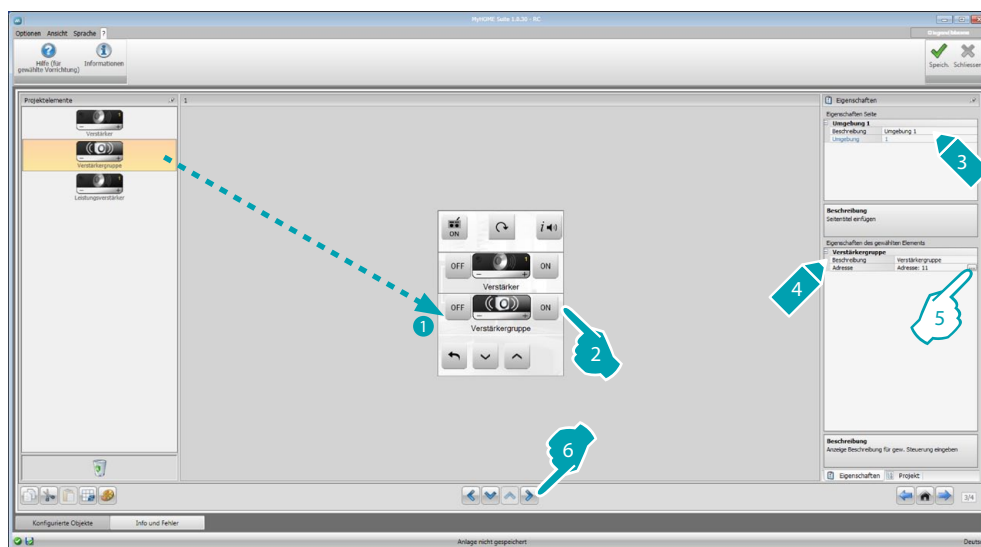 MyHOME Suite 1.0.30 - RC
Optionen Ansicht Sprache ?
Hilfe (für gewählte Vorrichtung)
Informationen
Speich. Schliessen
Projektelemente
1
Verstärker
Verstärkergruppe
Leistungsverstärker
ON
i
OFF
1
ON
Verstärker
OFF
ON
Verstärkergruppe
1
2
6
Eigenschaften
Eigenschaften Seite
Umgebung 1
Beschreibung Umgebung 1
Umgebung 1
3
Beschreibung
Seitentitel einfügen
Eigenschaften des gewählten Elements
Verstärkergruppe
Beschreibung Verstärkergruppe
Adresse Adresse: 11
4
5
Beschreibung
Anzeige Beschreibung für gew. Steuerung eingeben
Eigenschaften Projekt
3/4
Konfigurierte Objekte Info und Fehler
Anlage nicht gespeichert